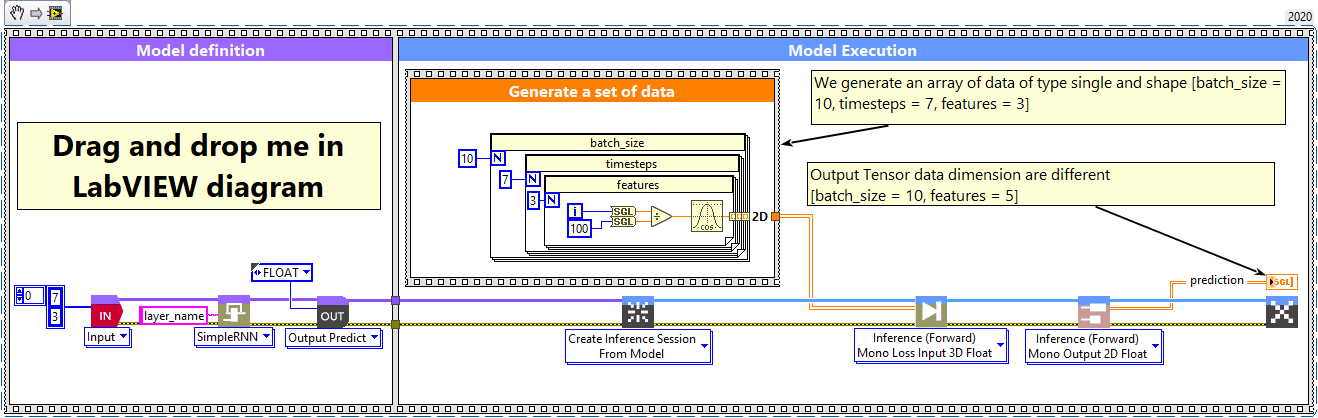 2020
Model definition
Model Execution
Generate a set of data
We generate an array of data of type single and shape [batch_size =
10, timesteps = 7, features = 3]
Drag and drop me in
LabVIEW diagram
batch_size
10
N
timesteps
7
N
features
3
N
i
SGL
SGL
÷
100
COS
2D
Output Tensor data dimension are different
[batch_size = 10, features = 5]
FLOAT
prediction
SGL]
0
7
3
IN
layer_name
OUT
Input
SimpleRNN
Output Predict
Create Inference Session
From Model
Inference (Forward)
Mono Loss Input 3D Float
Inference (Forward)
Mono Output 2D Float